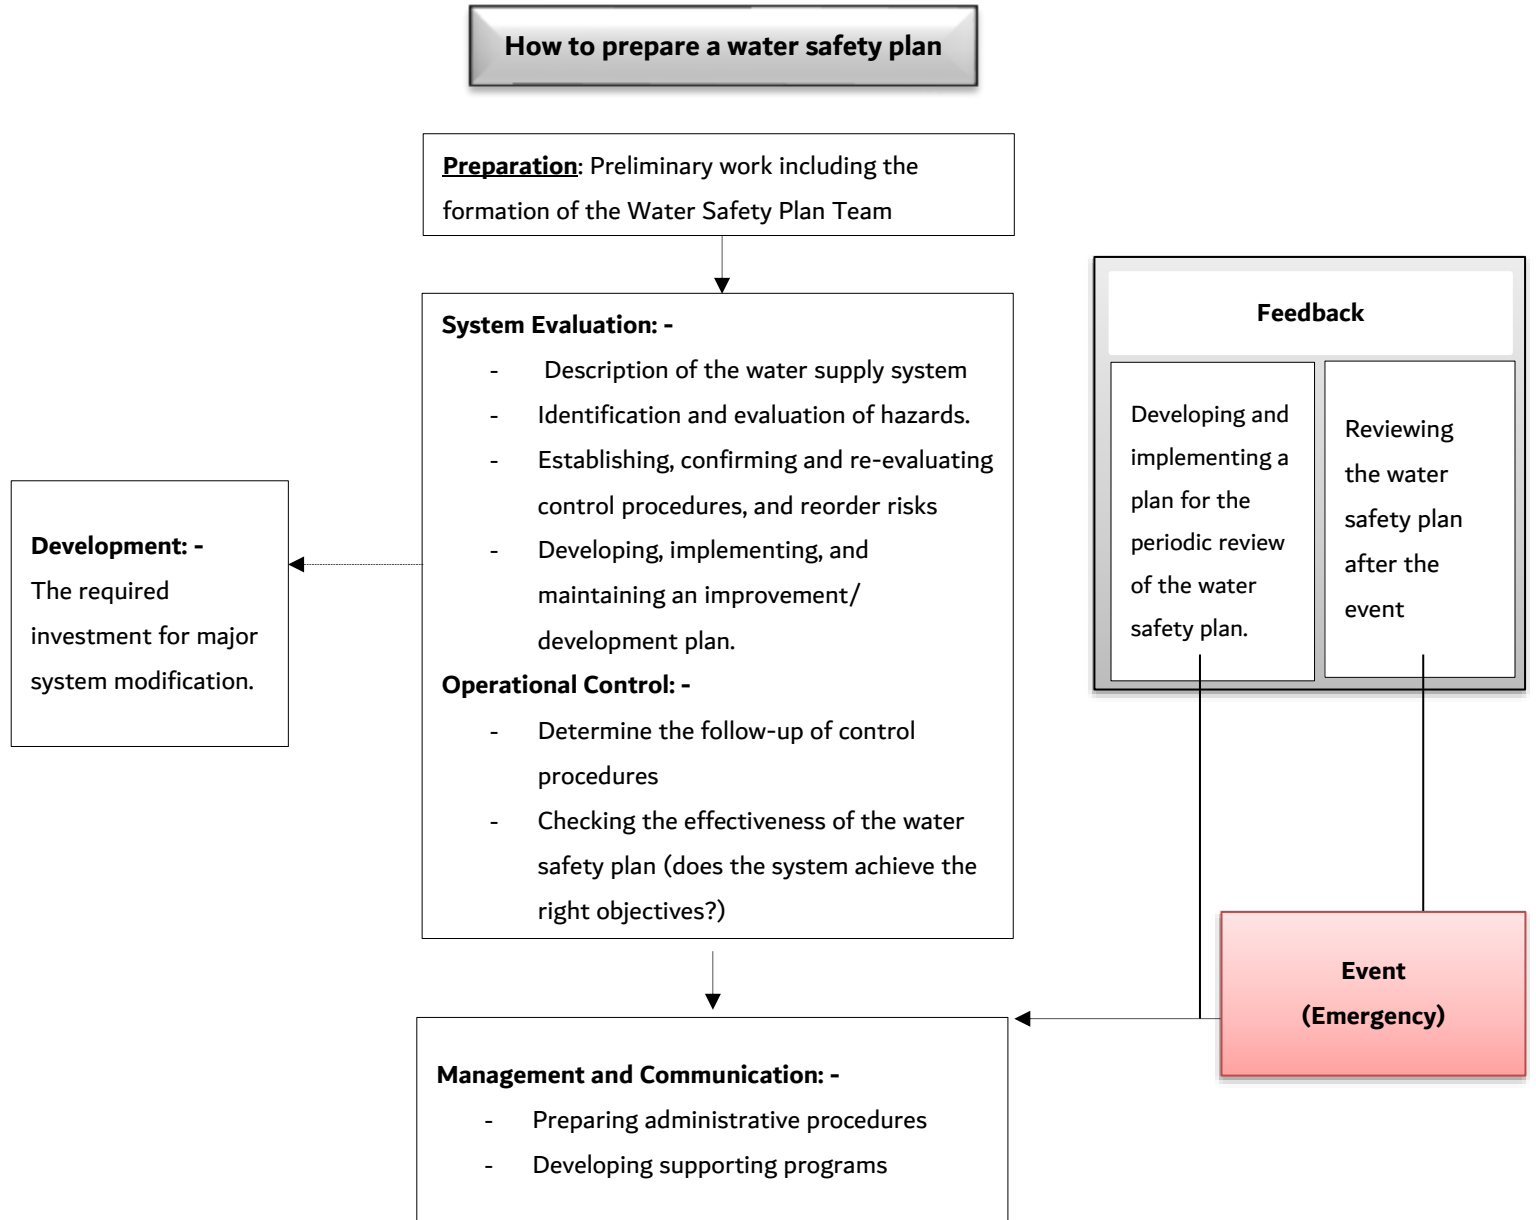 How to prepare a water safety plan
Preparation: Preliminary work including the
formation of the Water Safety Plan Team
System Evaluation: -
- Description of the water supply system
- Identification and evaluation of hazards.
- Establishing, confirming and re-evaluating
control procedures, and reorder risks
- Developing, implementing, and
maintaining an improvement/
development plan.
Operational Control: -
- Determine the follow-up of control
procedures
- Checking the effectiveness of the water
safety plan (does the system achieve the
right objectives?)
Development: -
The required
investment for major
system modification.
Feedback
Developing and
implementing a
plan for the
periodic review
of the water
safety plan.
Reviewing
the water
safety plan
after the
event
Event
(Emergency)
Management and Communication: -
- Preparing administrative procedures
- Developing supporting programs